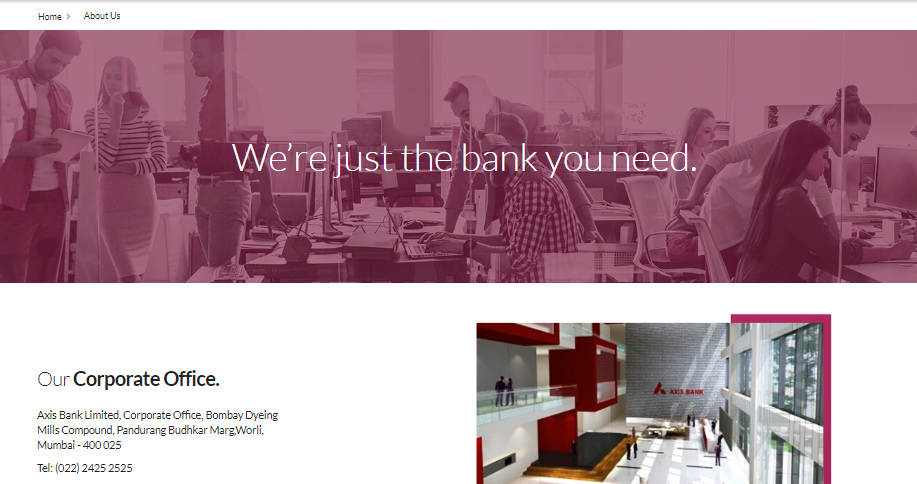 Home > About Us
We're just the bank you need.
Our Corporate Office.
AXIS BANK
Axis Bank Limited, Corporate Office, Bombay Dyeing
Mills Compound, Pandurang Budhkar Marg,Worli,
Mumbai - 400 025
Tel: (022) 2425 2525